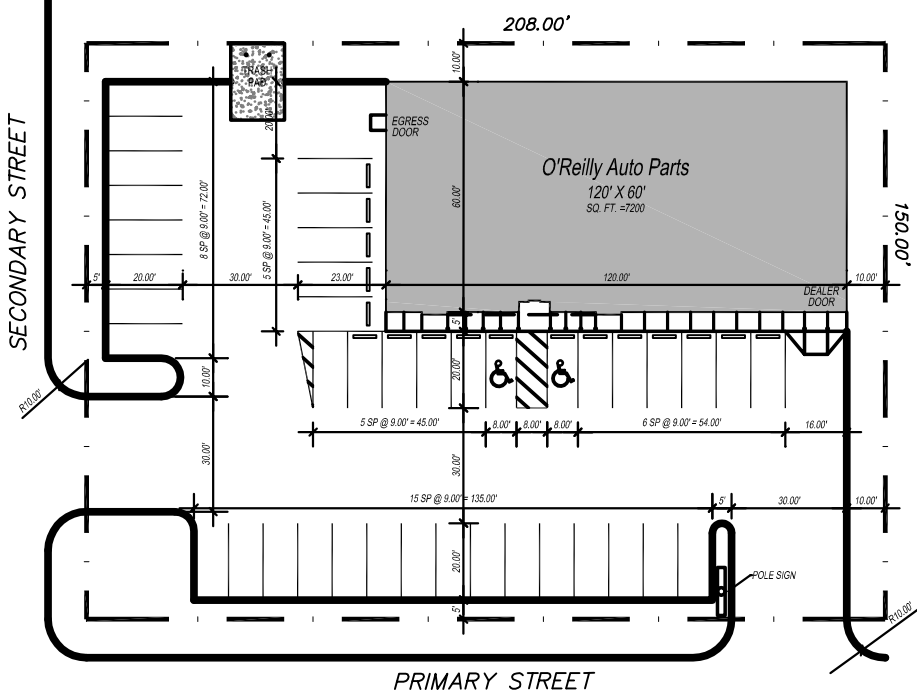 208.00'
10.00'
TRASH
PAD
20.00'
EGRESS
DOOR
SECONDARY STREET
O'Reilly Auto Parts
120' X 60'
SQ. FT. =7200
8 SP @ 9.00' = 72.00'
5 SP @ 9.00' = 45.00'
60.00'
150.00'
5'
20.00'
30.00'
23.00'
120.00'
10.00'
DEALER
DOOR
5'
20.00'
10.00'
R10.00'
5 SP @ 9.00' = 45.00'
8.00'
8.00'
8.00'
6 SP @ 9.00' = 54.00'
16.00'
30.00'
30.00'
15 SP @ 9.00' = 135.00'
5'
30.00'
10.00'
20.00'
POLE SIGN
5'
R10.00'
PRIMARY STREET